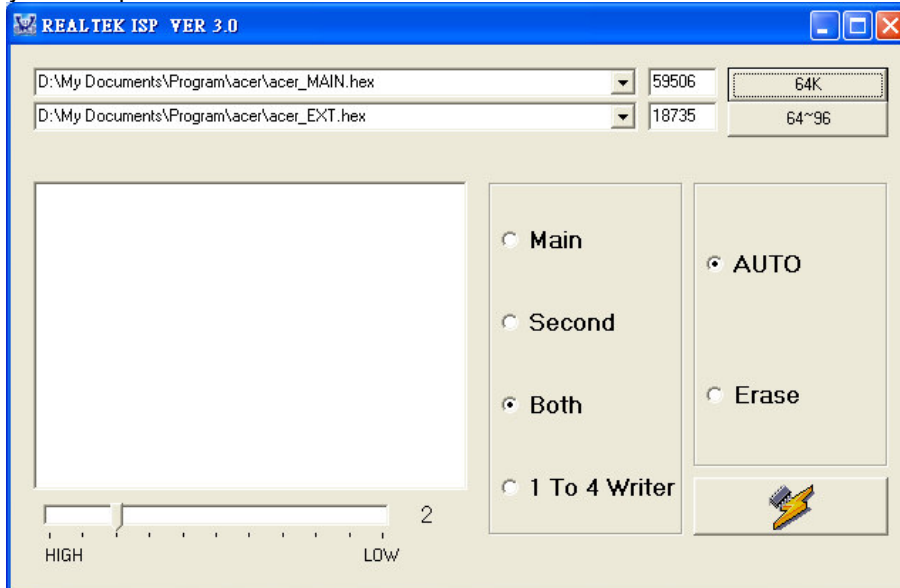 REALTEK ISP VER 3.0
D:\My Documents\Program\acer\acer_MAIN.hex 59506 64K
D:\My Documents\Program\acer\acer_EXT.hex 18735 64~96
Main
AUTO
Second
Both
Erase
1 To 4 Writer
2
HIGH LOW